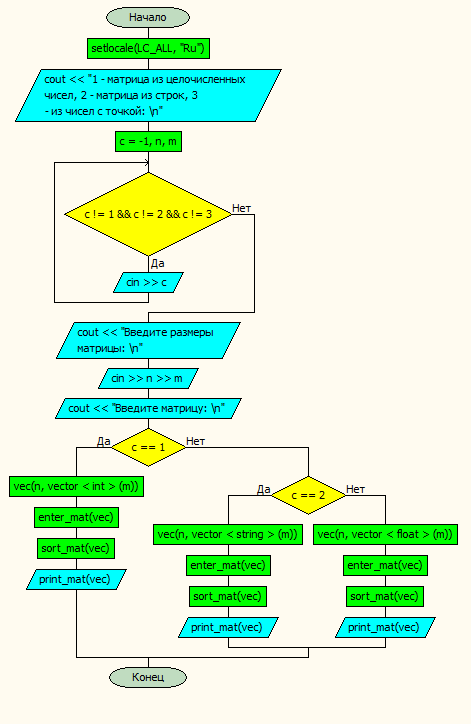 Начало
setlocale(LC_ALL, "Ru")
cout << "1 - матрица из целочисленных
чисел, 2 - матрица из строк, 3
- из чисел с точкой: \n"
c = -1, n, m
c != 1 && c != 2 && c != 3
Нет
Да
cin >> c
cout << "Введите размеры
матрицы: \n"
cin >> n >> m
cout << "Введите матрицу: \n"
Да
c == 1
Нет
vec(n, vector < int > (m))
enter_mat(vec)
sort_mat(vec)
print_mat(vec)
Да
c == 2
Нет
vec(n, vector < string > (m))
enter_mat(vec)
sort_mat(vec)
print_mat(vec)
vec(n, vector < float > (m))
enter_mat(vec)
sort_mat(vec)
print_mat(vec)
Конец